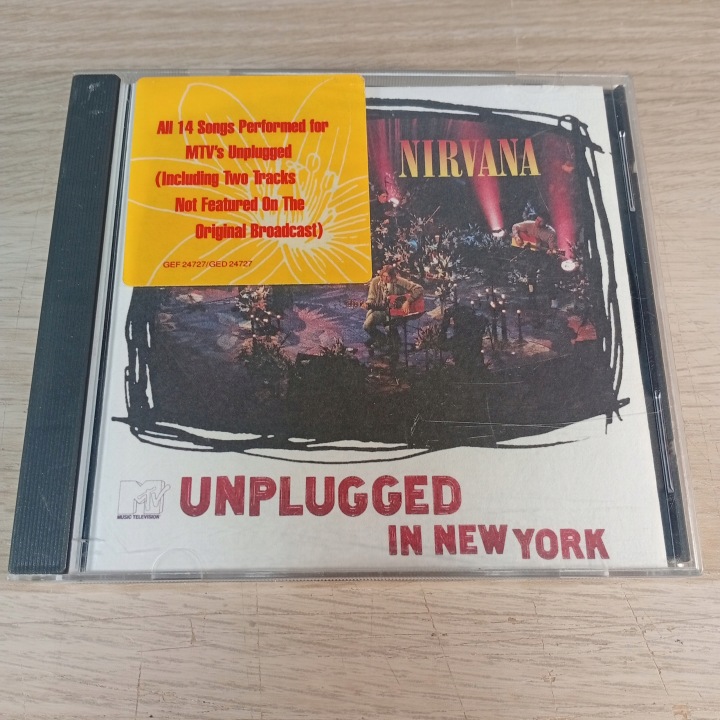 All 14 Songs Performed for
MTV's Unplugged
(Including Two Tracks
Not Featured On The
Original Broadcast)
GEF 24727/GED 24727
NIRVANA
MTV
MUSIC TELEVISION
UNPLUGGED
IN NEW YORK